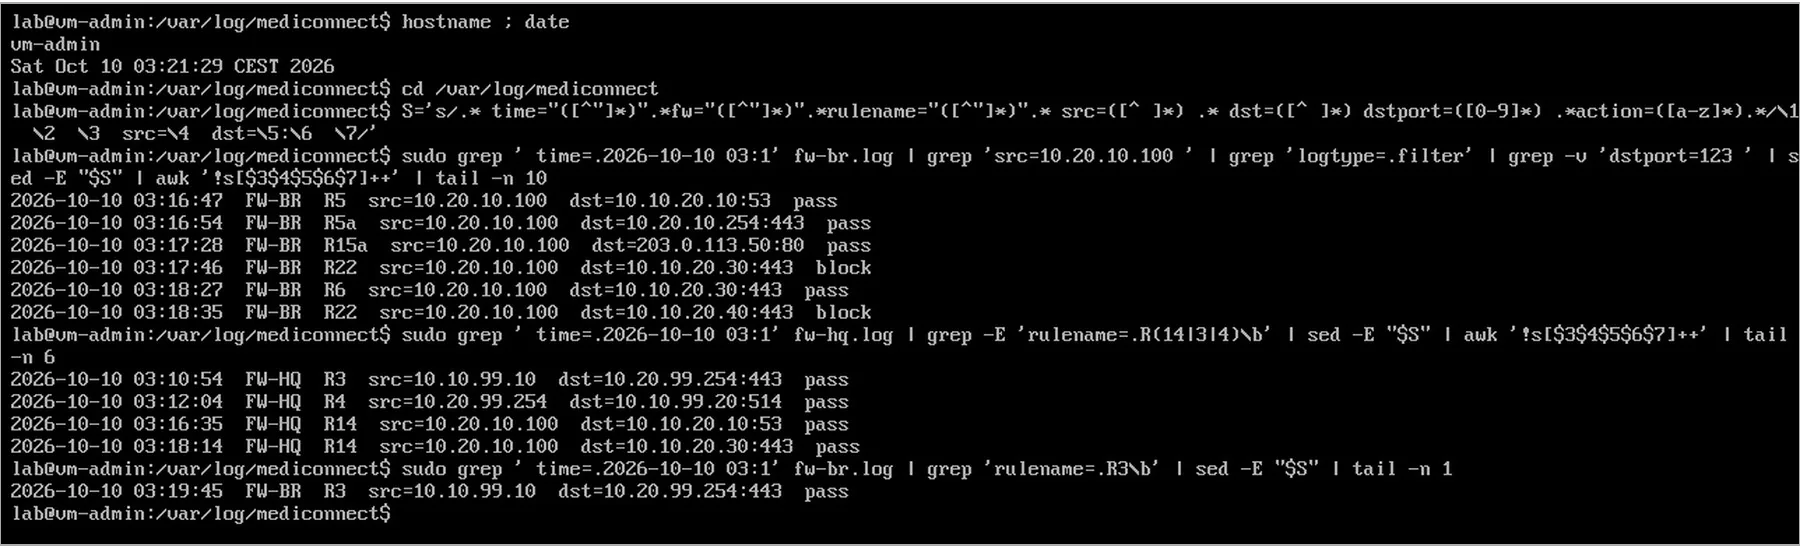 lab@vm-admin:/var/log/mediconnect$ hostname ; date
vm-admin
Sat Oct 10 03:21:29 CEST 2026
lab@vm-admin:/var/log/mediconnect$ cd /var/log/mediconnect
lab@vm-admin:/var/log/mediconnect$ S='s/.* time="([^"]*)".*fw="([^"]*)".*rulename="([^"]*)".* src=([^ ]*) .* dst=([^ ]*) dstport=([0-9]*) .*action=([a-z]*).*/\1
  \2  \3  src=\4  dst=\5:\6  \7/'
lab@vm-admin:/var/log/mediconnect$ sudo grep ' time=.2026-10-10 03:1' fw-br.log | grep 'src=10.20.10.100 ' | grep 'logtype=.filter' | grep -v 'dstport=123 ' | s
ed -E "$S" | awk '!s[$3$4$5$6$7]++' | tail -n 10
2026-10-10 03:16:47  FW-BR  R5  src=10.20.10.100  dst=10.20.20.10:53  pass
2026-10-10 03:16:54  FW-BR  R5a  src=10.20.10.100  dst=10.20.10.254:443  pass
2026-10-10 03:17:28  FW-BR  R15a  src=10.20.10.100  dst=203.0.113.50:80  pass
2026-10-10 03:17:46  FW-BR  R22  src=10.20.10.100  dst=10.10.20.30:443  block
2026-10-10 03:18:27  FW-BR  R6  src=10.20.10.100  dst=10.10.20.30:443  pass
2026-10-10 03:18:35  FW-BR  R22  src=10.20.10.100  dst=10.10.20.40:443  block
lab@vm-admin:/var/log/mediconnect$ sudo grep ' time=.2026-10-10 03:1' fw-hq.log | grep -E 'rulename=.R(14|3|4)\b' | sed -E "$S" | awk '!s[$3$4$5$6$7]++' | tail
-n 6
2026-10-10 03:10:54  FW-HQ  R3  src=10.10.99.10  dst=10.20.99.254:443  pass
2026-10-10 03:12:04  FW-HQ  R4  src=10.20.99.254  dst=10.10.99.20:514  pass
2026-10-10 03:16:35  FW-HQ  R14  src=10.20.10.100  dst=10.10.20.10:53  pass
2026-10-10 03:18:14  FW-HQ  R14  src=10.20.10.100  dst=10.10.20.30:443  pass
lab@vm-admin:/var/log/mediconnect$ sudo grep ' time=.2026-10-10 03:1' fw-br.log | grep 'rulename=.R3\b' | sed -E "$S" | tail -n 1
2026-10-10 03:19:45  FW-BR  R3  src=10.10.99.10  dst=10.20.99.254:443  pass
lab@vm-admin:/var/log/mediconnect$